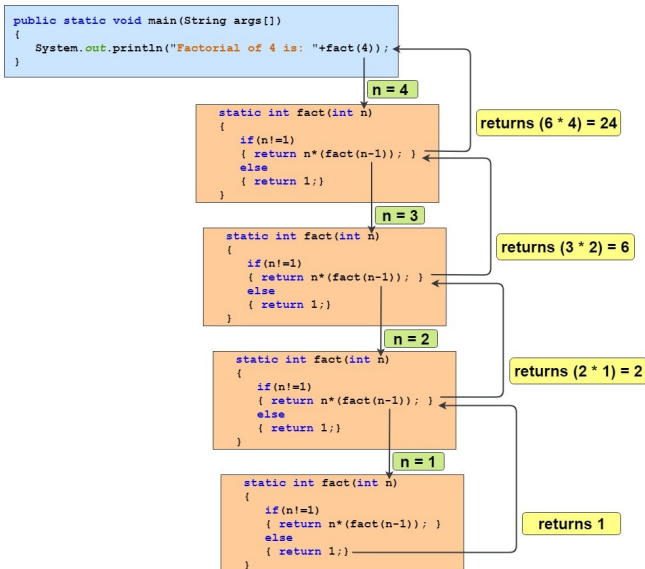 public static void main(String args[])
{
System.out.println("Factorial of 4 is: "+fact(4));
}
n = 4
static int fact(int n)
{
if(n!=1)
{ return n*(fact(n-1)); }
else
{ return 1;}
}
returns (6 * 4) = 24
n = 3
static int fact(int n)
{
if(n!=1)
{ return n*(fact(n-1)); }
else
{ return 1;}
}
returns (3 * 2) = 6
n = 2
static int fact(int n)
{
if(n!=1)
{ return n*(fact(n-1)); }
else
{ return 1;}
}
returns (2 * 1) = 2
n = 1
static int fact(int n)
{
if(n!=1)
{ return n*(fact(n-1)); }
else
{ return 1;}
}
returns 1